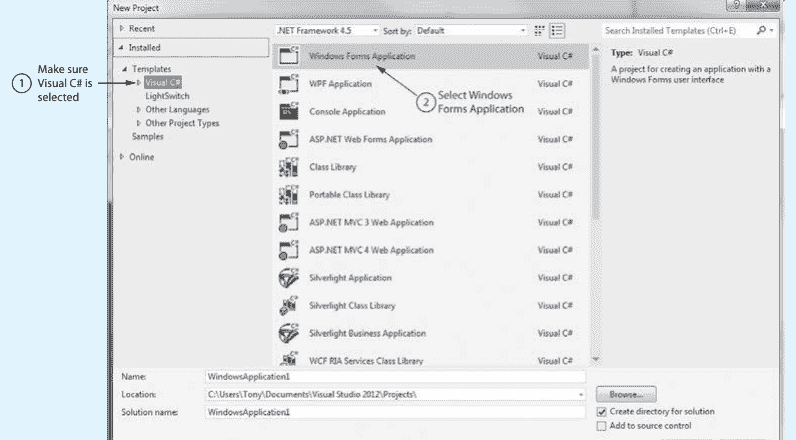 New Project
Recent
.NET Framework 4.5
Sort by: Default
Search Installed Templates (Ctrl+E)
Installed
Templates
Visual C#
LightSwitch
Other Languages
Other Project Types
Samples
Online
1 Make sure
Visual C# is
selected
Windows Forms Application Visual C#
WPF Application Visual C#
Console Application Visual C#
ASP.NET Web Forms Application Visual C#
Class Library Visual C#
Portable Class Library Visual C#
ASP.NET MVC 3 Web Application Visual C#
ASP.NET MVC 4 Web Application Visual C#
Silverlight Application Visual C#
Silverlight Class Library Visual C#
Silverlight Business Application Visual C#
WCF RIA Services Class Library Visual C#
2 Select Windows
Forms Application
Type: Visual C#
A project for creating an application with a
Windows Forms user interface
Name: WindowsApplication1
Location: C:\Users\Tony\Documents\Visual Studio 2012\Projects\
Browse...
Solution name: WindowsApplication1
Create directory for solution
Add to source control